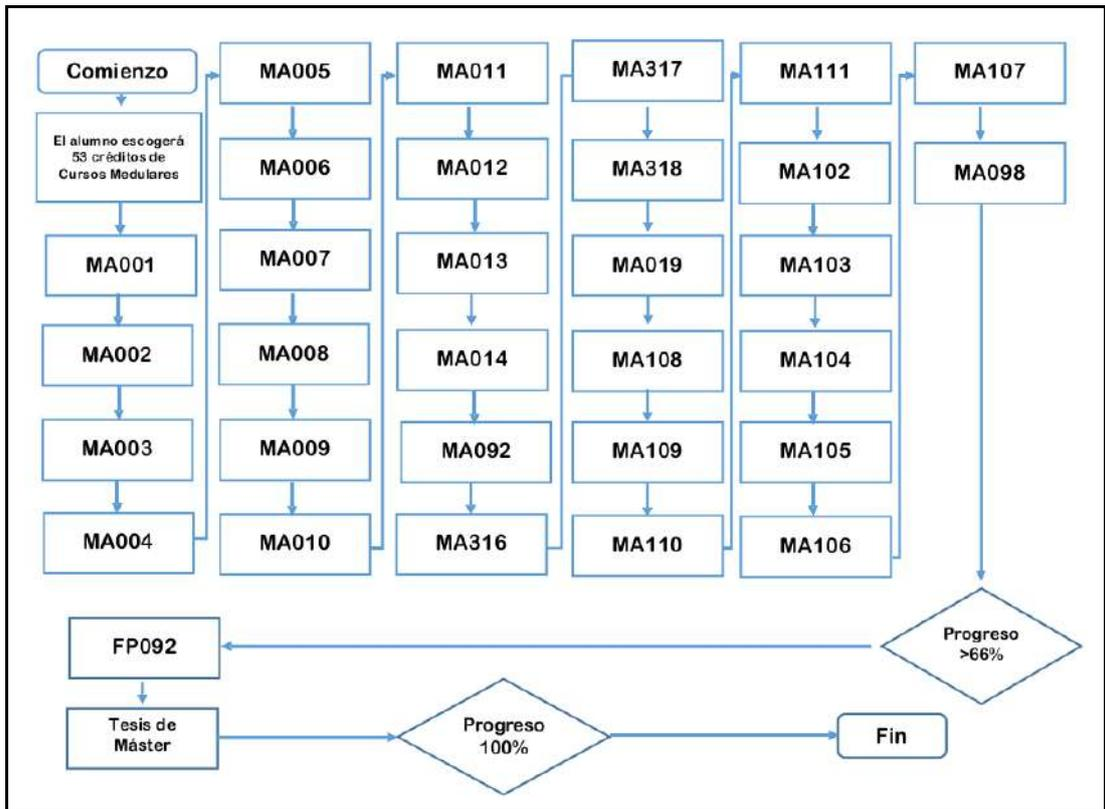 Comienzo
El alumno escogerá
53 créditos de
Cursos Medulares
MA001
MA002
MA003
MA004
MA005
MA006
MA007
MA008
MA009
MA010
MA011
MA012
MA013
MA014
MA092
MA316
MA317
MA318
MA019
MA108
MA109
MA110
MA111
MA102
MA103
MA104
MA105
MA106
MA107
MA098
Progreso
>66%
FP092
Tesis de
Máster
Progreso
100%
Fin